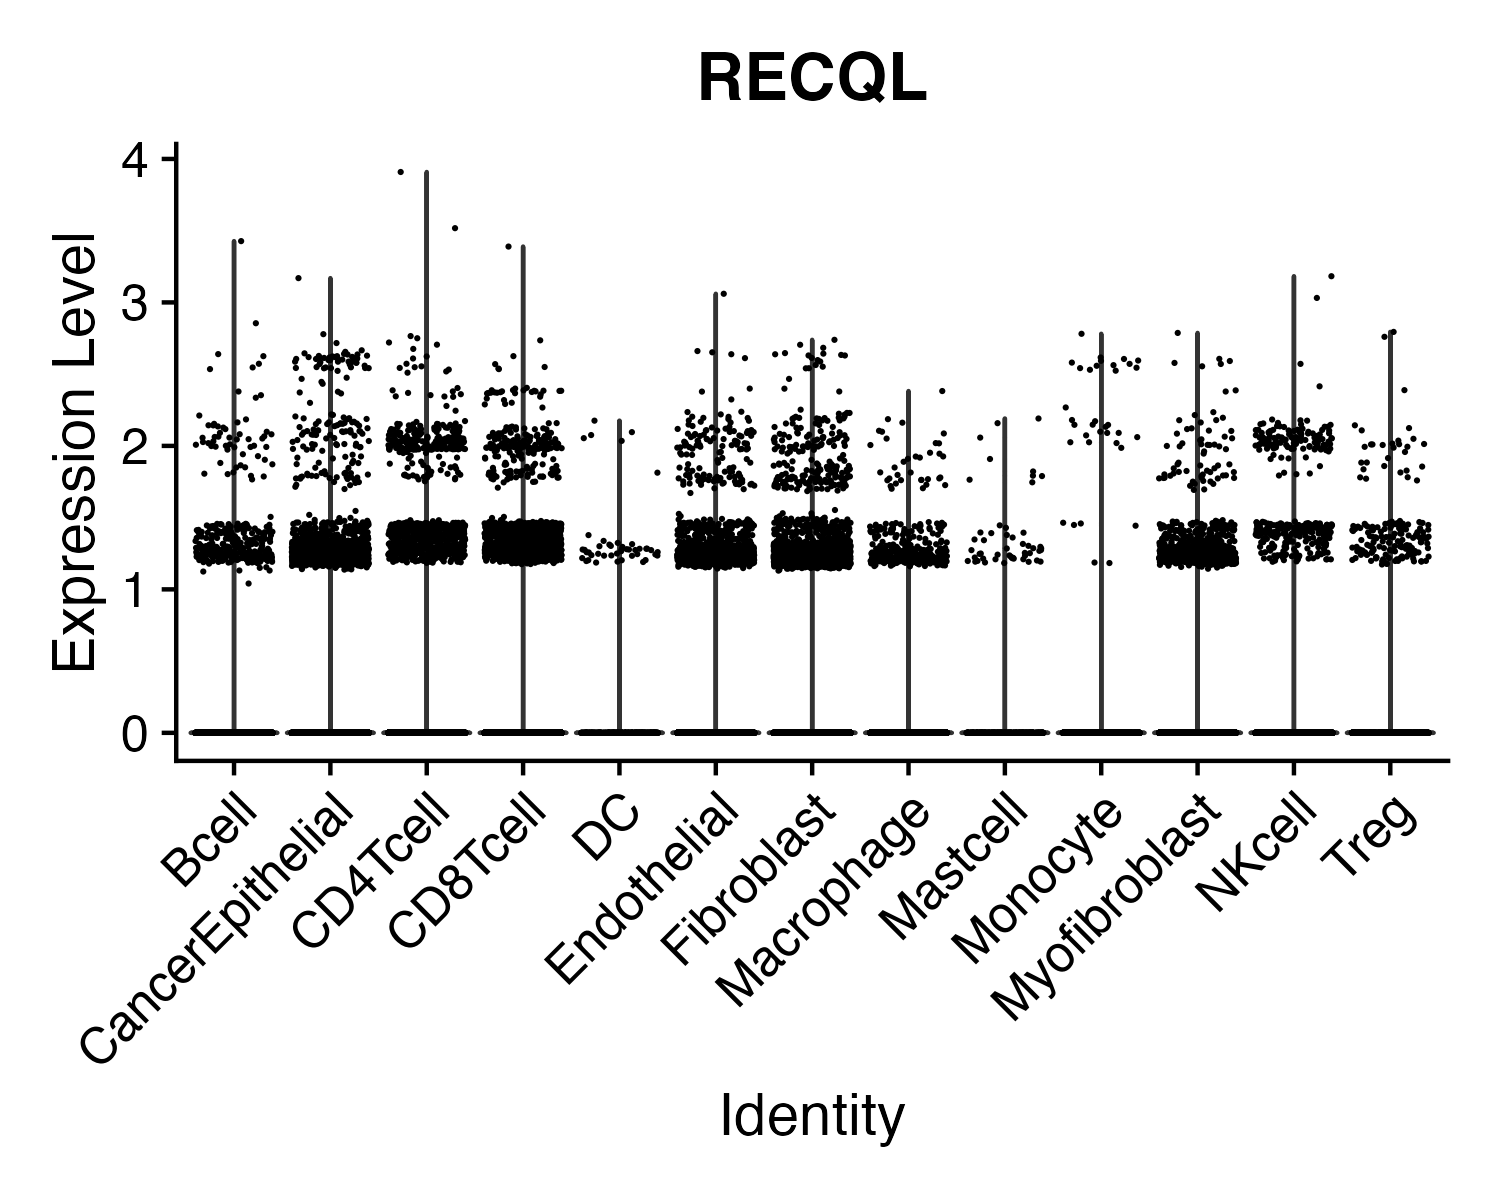 RECQL
Expression Level
4
3
2
1
0
Bcell
CancerEpithelial
CD4Tcell
CD8Tcell
DC
Endothelial
Fibroblast
Macrophage
Mastcell
Monocyte
Myofibroblast
NKcell
Treg
Identity